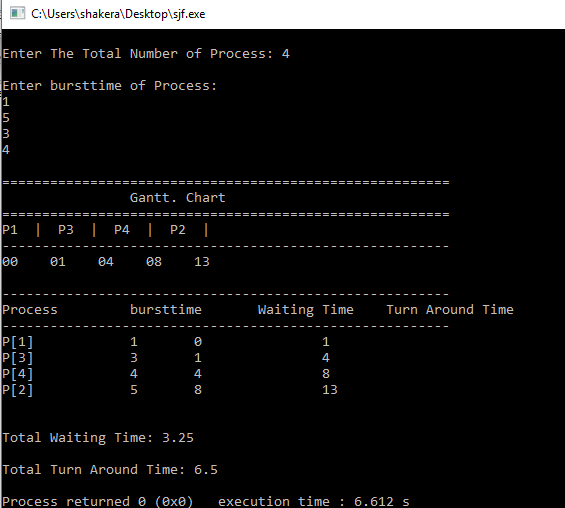 C:\Users\shakera\Desktop\sjf.exe
Enter The Total Number of Process: 4
Enter bursttime of Process:
1
5
3
4
========================================================
Gantt. Chart
========================================================
P1 | P3 | P4 | P2 |
--------------------------------------------------------
00 01 04 08 13
--------------------------------------------------------
Process bursttime Waiting Time Turn Around Time
--------------------------------------------------------
P[1] 1 0 1
P[3] 3 1 4
P[4] 4 4 8
P[2] 5 8 13
Total Waiting Time: 3.25
Total Turn Around Time: 6.5
Process returned 0 (0x0) execution time : 6.612 s